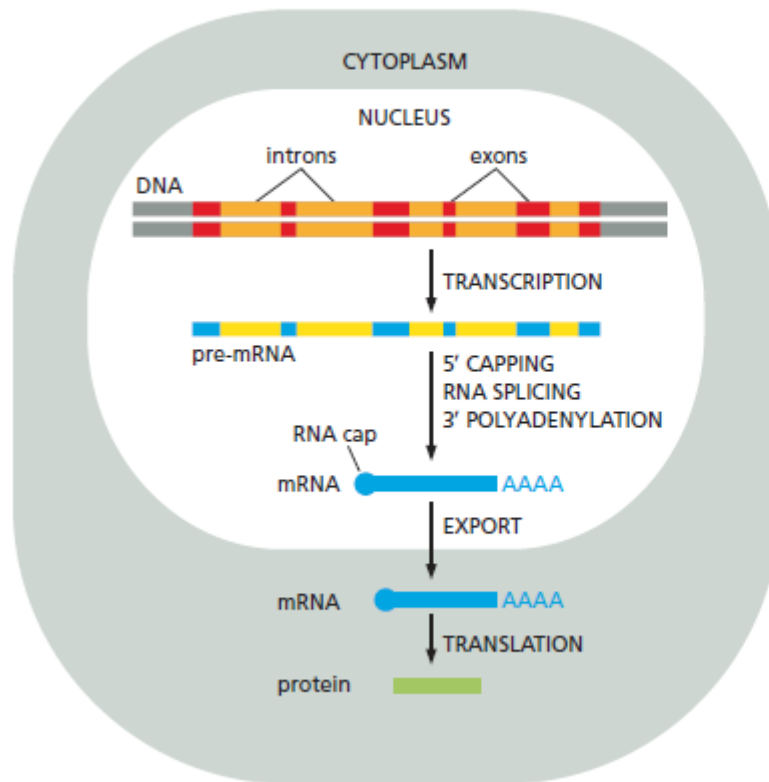 CYTOPLASM
NUCLEUS
introns exons
DNA
TRANSCRIPTION
pre-mRNA
5′ CAPPING
RNA SPLICING
3′ POLYADENYLATION
RNA cap
mRNA AAAA
EXPORT
mRNA AAAA
TRANSLATION
protein